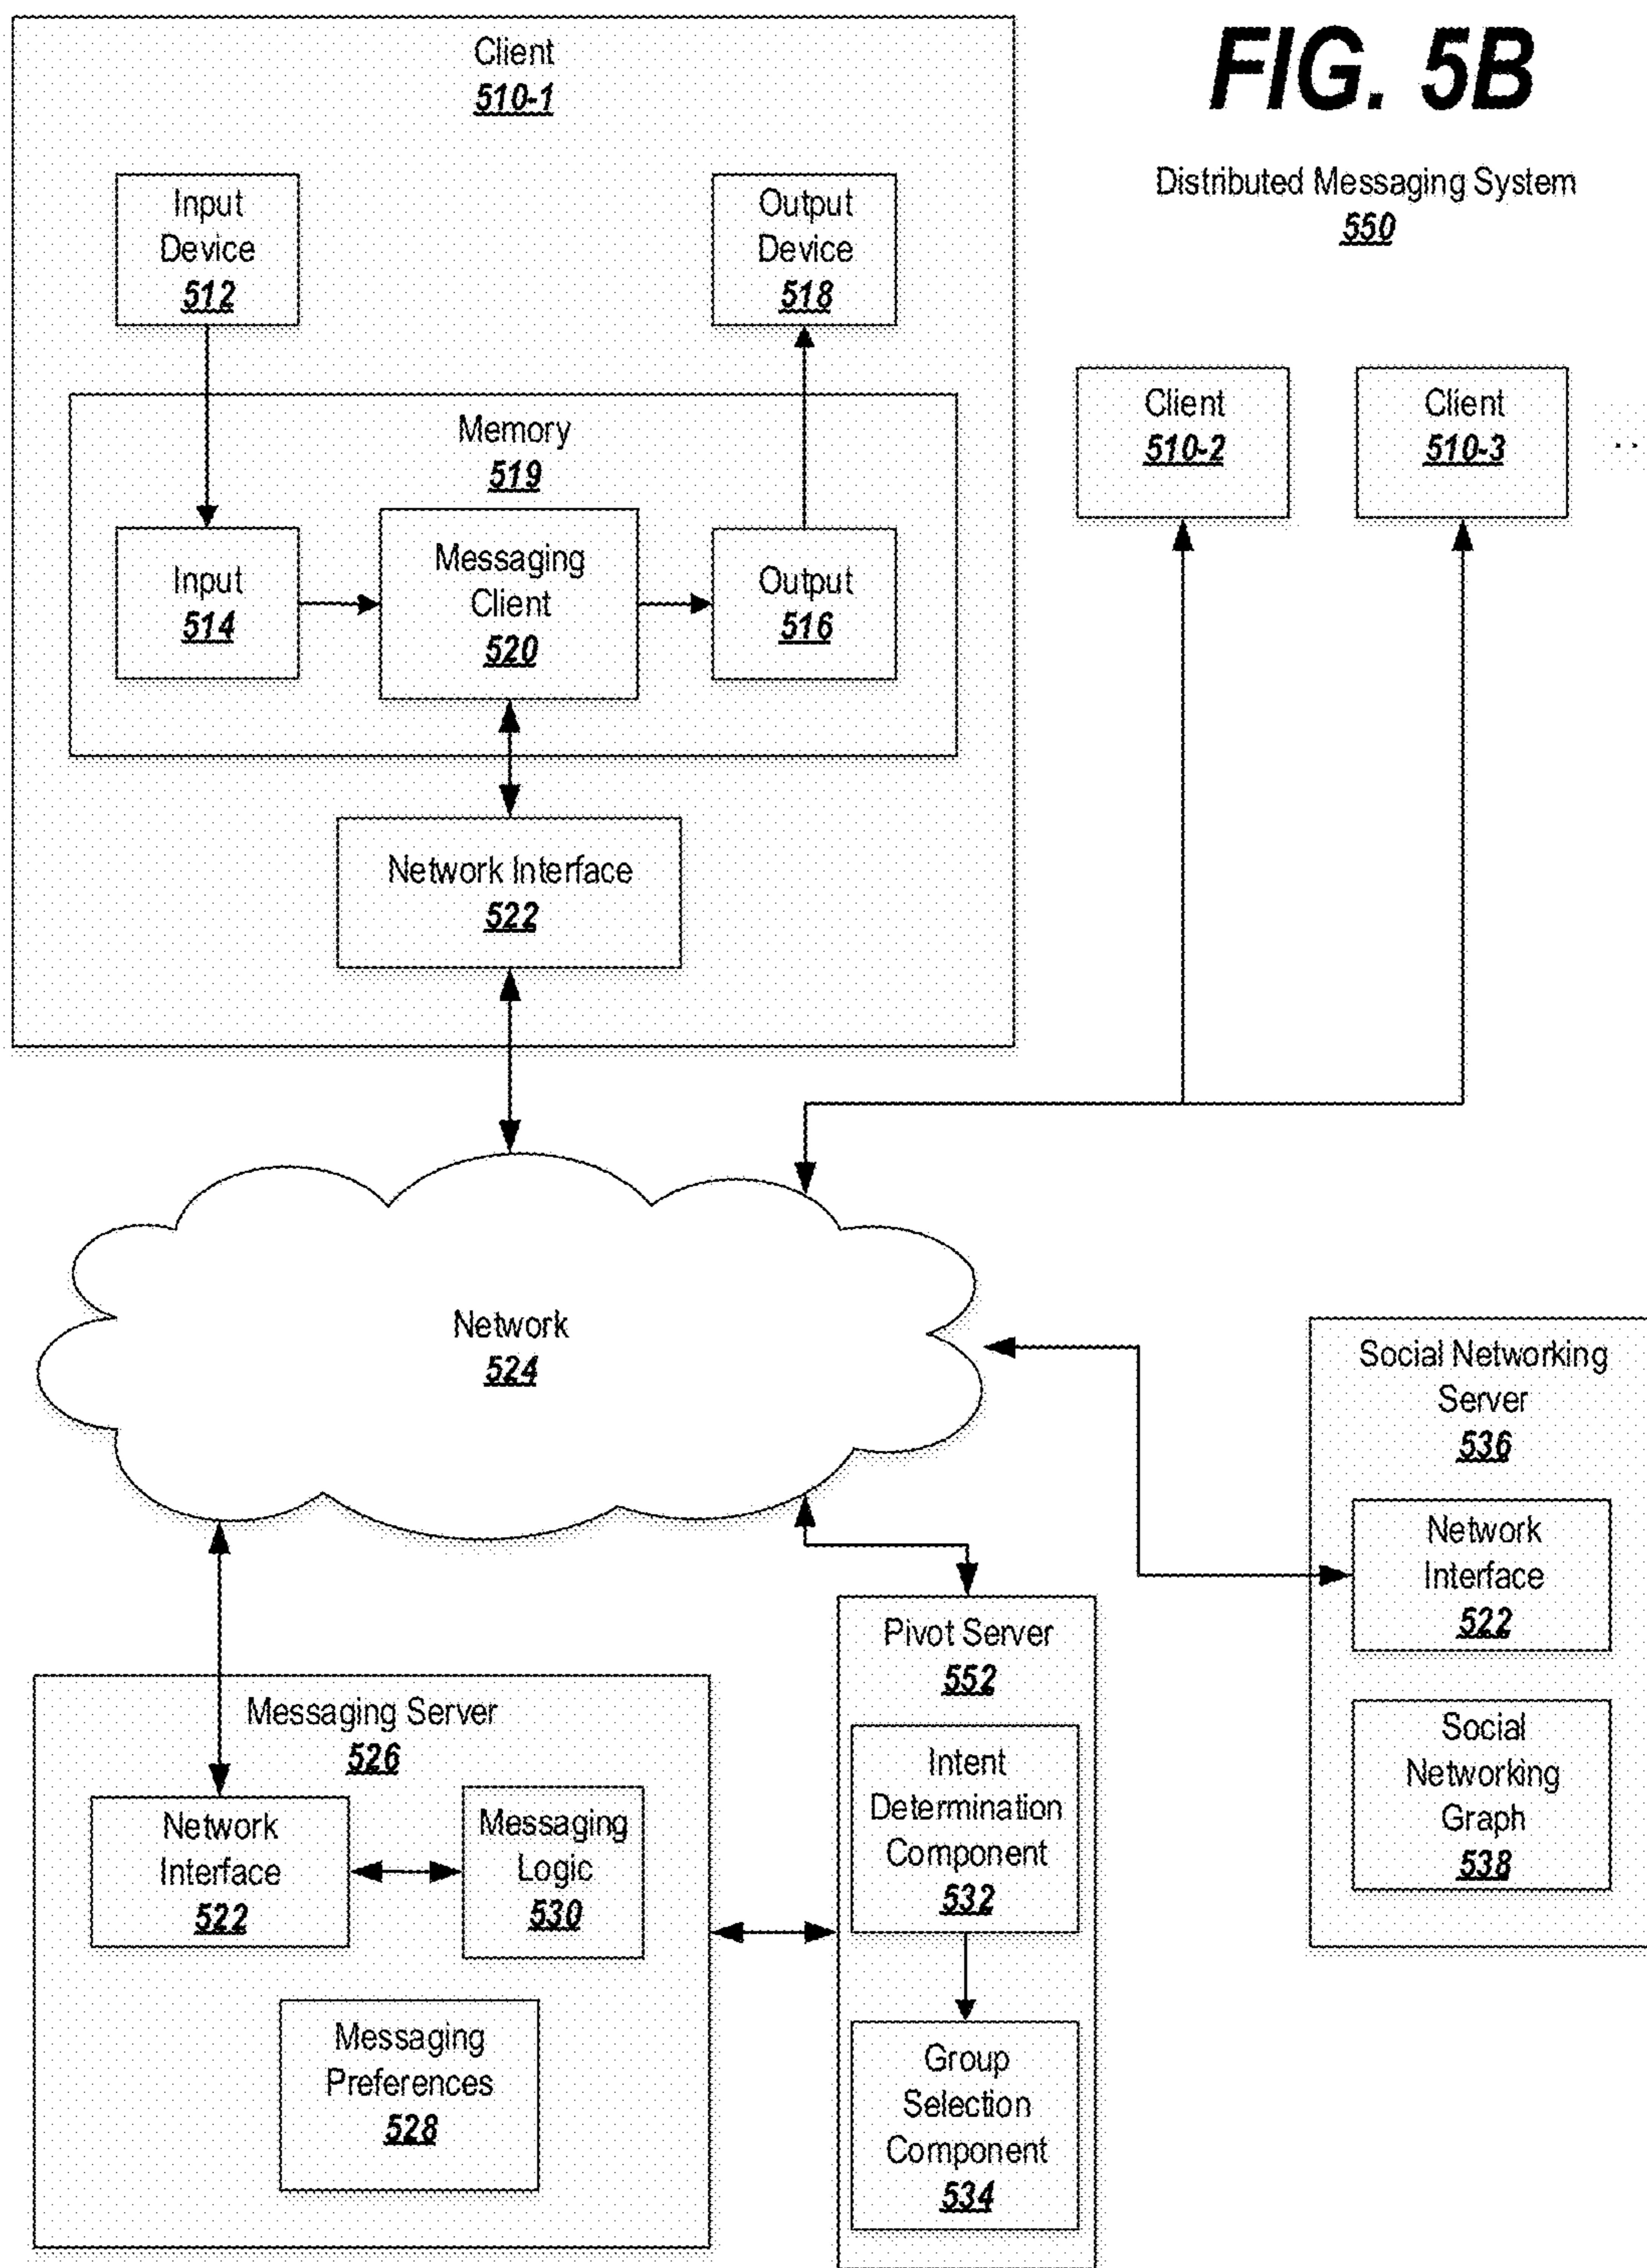 FIG. 5B
Distributed Messaging System
550
Client
510-1
Input
Device
512
Output
Device
518
Memory
519
Input
514
Messaging
Client
520
Output
516
Network Interface
522
Client
510-2
Client
510-3
. .
Network
524
Social Networking
Server
536
Network
Interface
522
Social
Networking
Graph
538
Messaging Server
526
Network
Interface
522
Messaging
Logic
530
Messaging
Preferences
528
Pivot Server
552
Intent
Determination
Component
532
Group
Selection
Component
534